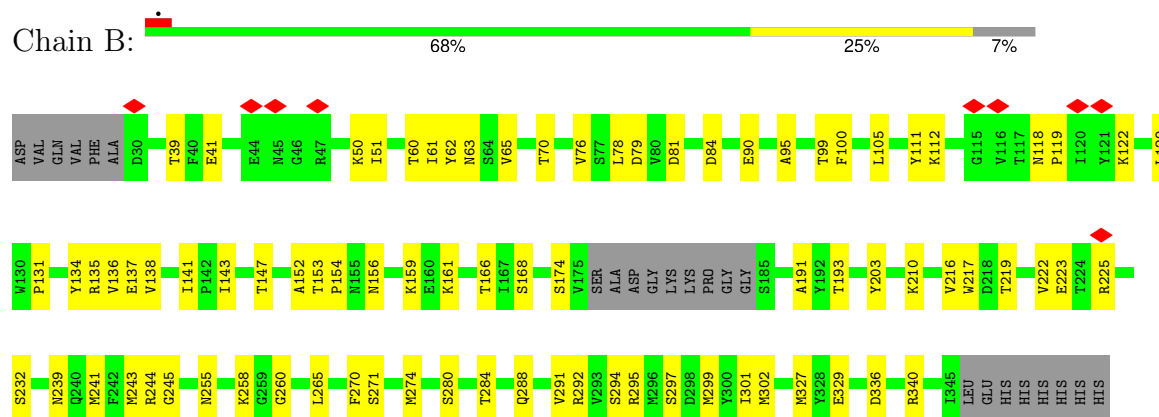 Chain B:
68% 25% 7%
ASP VAL GLN VAL PHE ALA D30 T39 F40 E41 E44 N45 G46 R47 K50 I51 T60 I61 Y62 N63 S64 V65 T70 V76 S77 L78 D79 V80 D81 D84 E90 A95 T99 F100 L105 Y111 K112 G115 V116 T117 N118 P119 I120 Y121 K122
W130 P131 Y134 R135 V136 E137 V138 I141 P142 I143 T147 A152 T153 P154 N155 N156 K159 E160 K161 T166 I167 S168 S174 V175 SER ALA ASP GLY LYS LYS PRO GLY GLY S185 A191 Y192 T193 Y203 K210 V216 W217 D218 T219 V222 E223 T224 R225
S232 N239 Q240 M241 F242 M243 R244 G245 N255 K258 G259 G260 L265 F270 S271 M274 S280 T284 Q288 V291 R292 V293 S294 R295 M296 S297 D298 M299 Y300 I301 M302 M327 Y328 E329 D336 R340 I345 LEU GLU HIS HIS HIS HIS HIS HIS